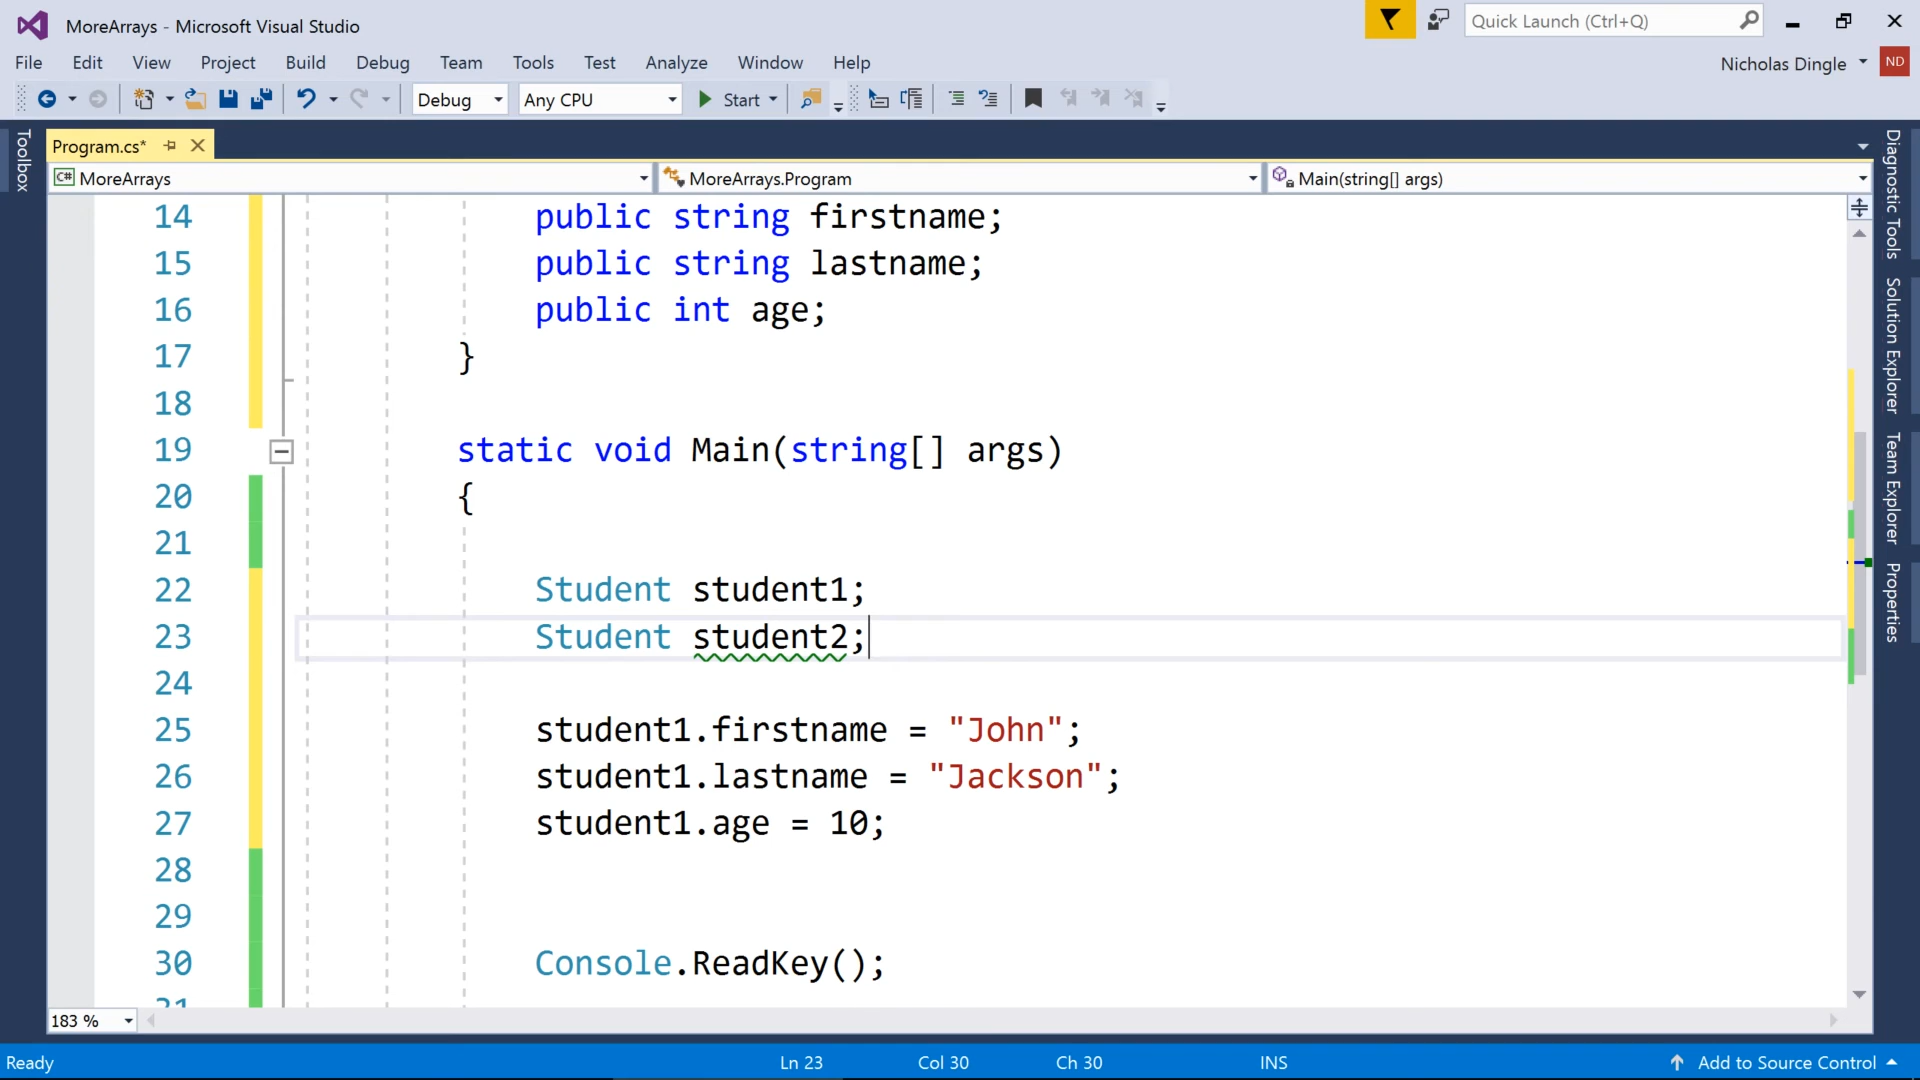 MoreArrays - Microsoft Visual Studio
Quick Launch (Ctrl+Q)
File Edit View Project Build Debug Team Tools Test Analyze Window Help
Nicholas Dingle ND
Debug Any CPU Start
Toolbox
Program.cs*
C# MoreArrays MoreArrays.Program Main(string[] args)
14 public string firstname;
15 public string lastname;
16 public int age;
17 }
18
19 static void Main(string[] args)
20 {
21
22 Student student1;
23 Student student2;
24
25 student1.firstname = "John";
26 student1.lastname = "Jackson";
27 student1.age = 10;
28
29
30 Console.ReadKey();
31
Diagnostic Tools
Solution Explorer
Team Explorer
Properties
183 %
Ready Ln 23 Col 30 Ch 30 INS Add to Source Control